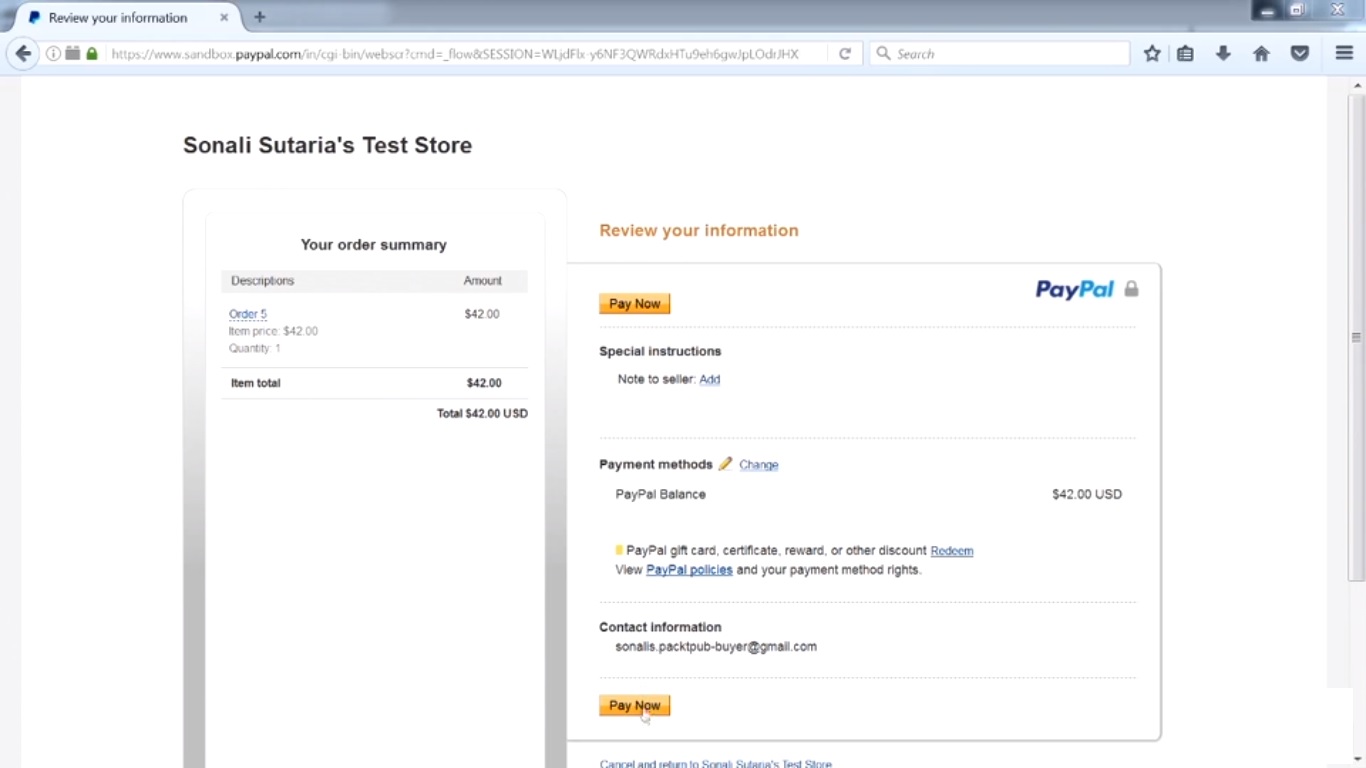 Review your information
https://www.sandbox.paypal.com/in/cgi-bin/webscr?cmd=_flow&SESSION=WLjdFlx-y6NF3QWRdxHTu9eh6gwJpLOdrJHX
Search
Sonali Sutaria's Test Store
Your order summary
Descriptions Amount
Order 5 $42.00
Item price: $42.00
Quantity: 1
Item total $42.00
Total $42.00 USD
Review your information
PayPal
Pay Now
Special instructions
Note to seller: Add
Payment methods Change
PayPal Balance $42.00 USD
PayPal gift card, certificate, reward, or other discount Redeem
View PayPal policies and your payment method rights.
Contact information
sonalis.packtpub-buyer@gmail.com
Pay Now
Cancel and return to Sonali Sutaria's Test Store